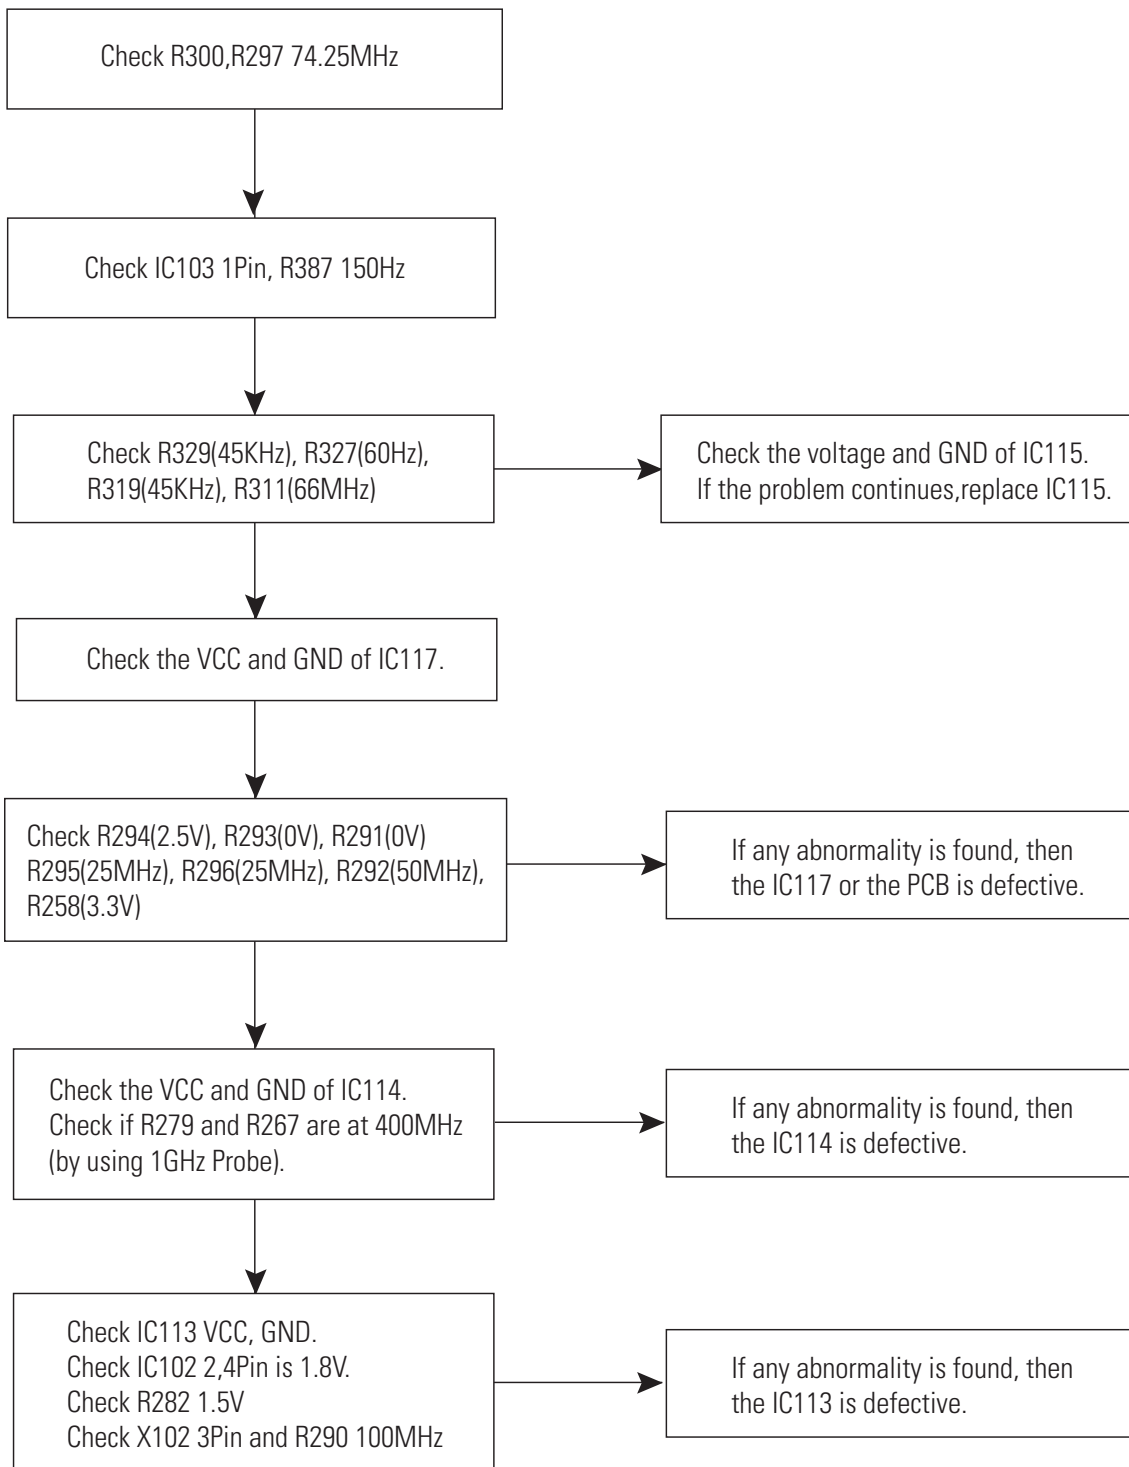 Check R300,R297 74.25MHz
Check IC103 1Pin, R387 150Hz
Check R329(45KHz), R327(60Hz),
R319(45KHz), R311(66MHz)
Check the voltage and GND of IC115.
If the problem continues,replace IC115.
Check the VCC and GND of IC117.
Check R294(2.5V), R293(0V), R291(0V)
R295(25MHz), R296(25MHz), R292(50MHz),
R258(3.3V)
If any abnormality is found, then
the IC117 or the PCB is defective.
Check the VCC and GND of IC114.
Check if R279 and R267 are at 400MHz
(by using 1GHz Probe).
If any abnormality is found, then
the IC114 is defective.
Check IC113 VCC, GND.
Check IC102 2,4Pin is 1.8V.
Check R282 1.5V
Check X102 3Pin and R290 100MHz
If any abnormality is found, then
the IC113 is defective.